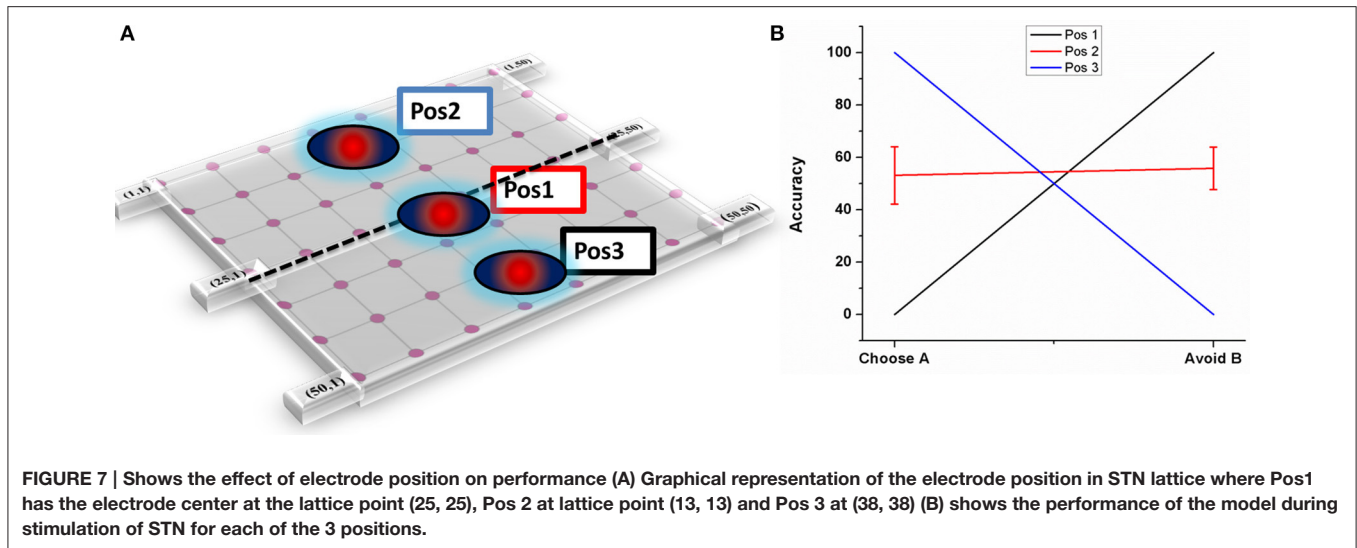 A
(1,50)
Pos2
(25,50)
(1,1)
Pos1
(50,50)
Pos3
(25,1)
(50,1)
B
Pos 1
Pos 2
Pos 3
100
80
60
40
20
0
Accuracy
Choose A
Avoid B
FIGURE 7 | Shows the effect of electrode position on performance (A) Graphical representation of the electrode position in STN lattice where Pos1
has the electrode center at the lattice point (25, 25), Pos 2 at lattice point (13, 13) and Pos 3 at (38, 38) (B) shows the performance of the model during
stimulation of STN for each of the 3 positions.